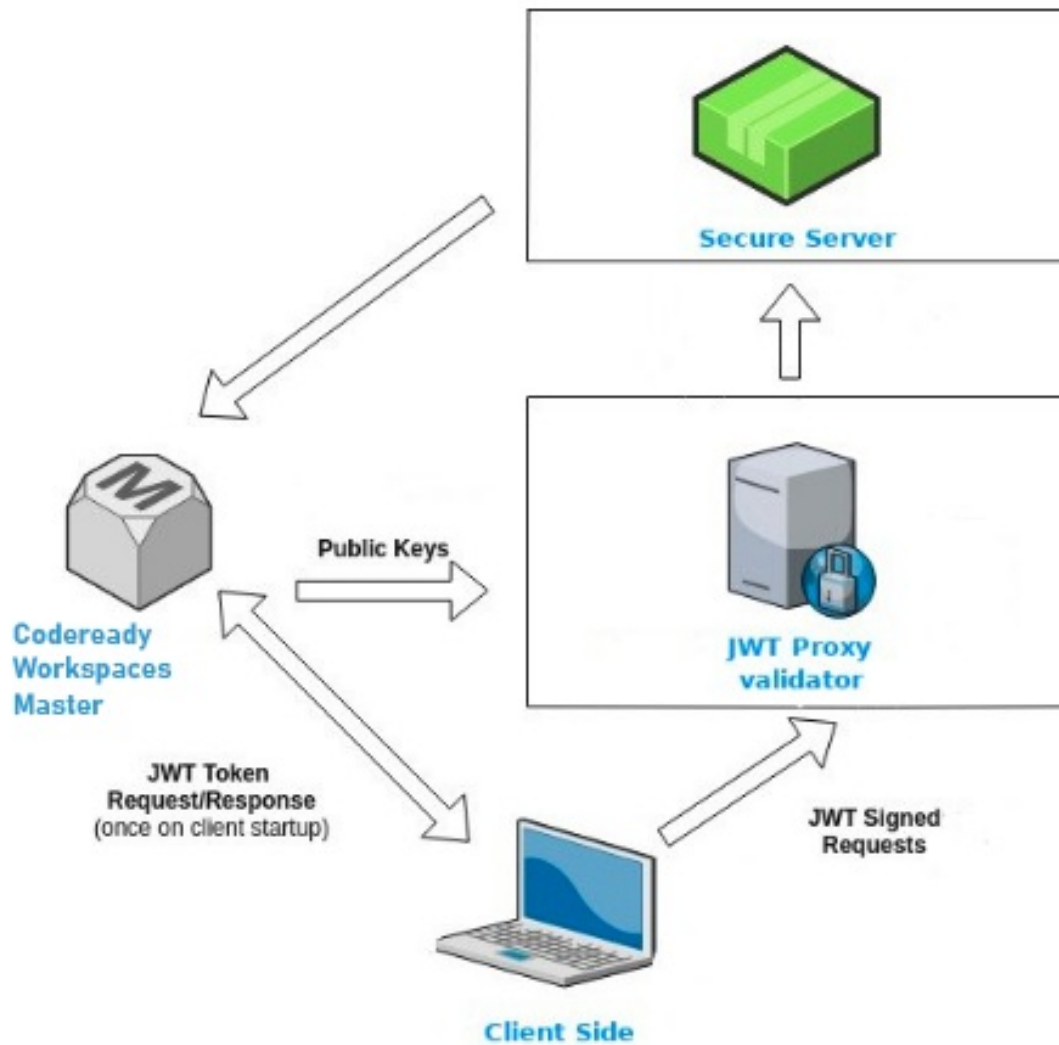 Secure Server
M
Public Keys
Codeready
Workspaces
Master
JWT Proxy
validator
JWT Token
Request/Response
(once on client startup)
JWT Signed
Requests
Client Side